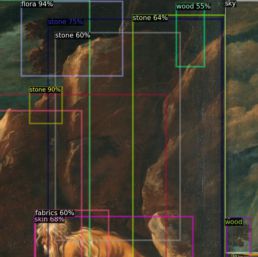 flora 94%
wood 55%
sky
stone 64%
stone 75%
stone 60%
stone 90%
fabrics 60%
skin 68%
wood